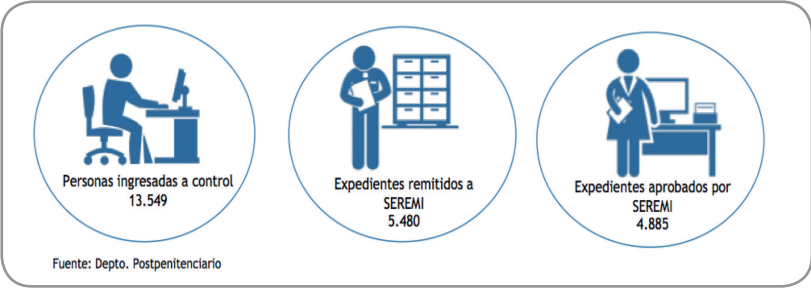 Personas ingresadas a control
13.549
Expedientes remitidos a
SEREMI
5.480
Expedientes aprobados por
SEREMI
4.885
Fuente: Depto. Postpenitenciario